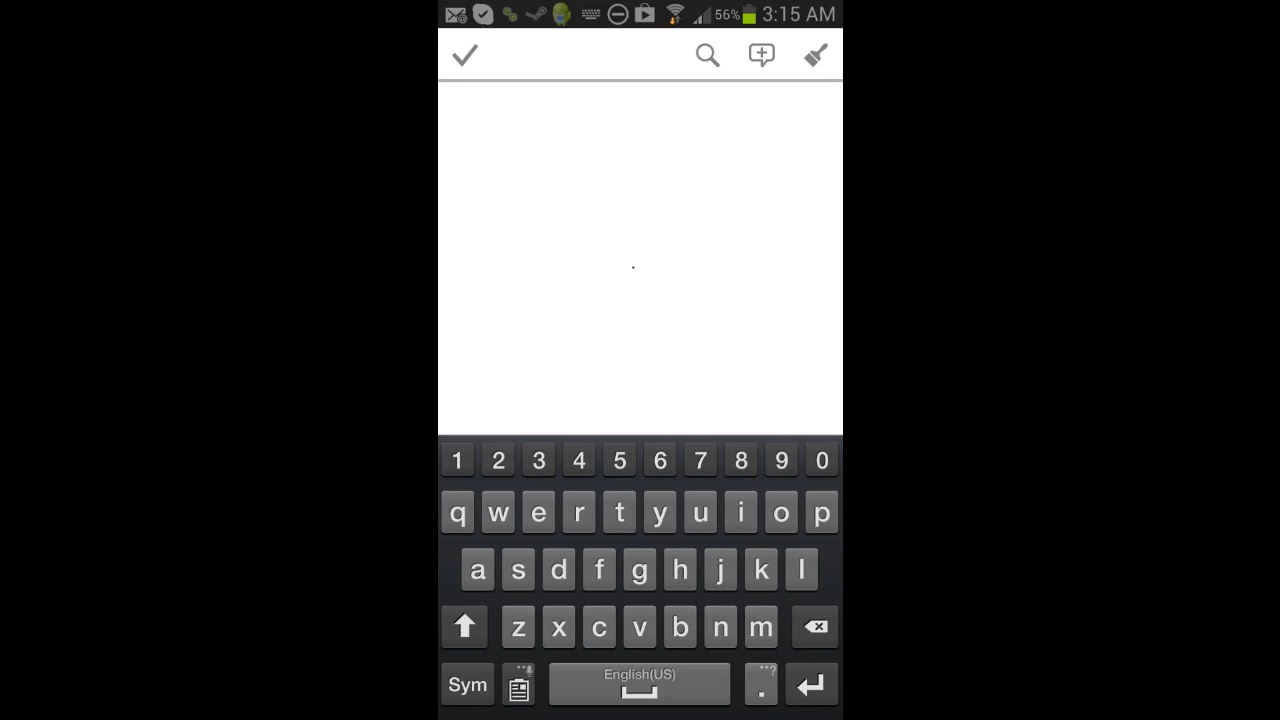 56% 3:15 AM
.
1 2 3 4 5 6 7 8 9 0
q w e r t y u i o p
a s d f g h j k l
z x c v b n m
Sym English(US) . ...?